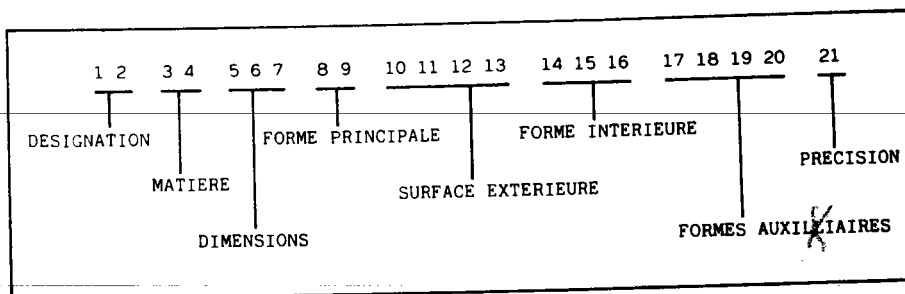 1 2 3 4 5 6 7 8 9 10 11 12 13 14 15 16 17 18 19 20 21
DESIGNATION FORME PRINCIPALE FORME INTERIEURE
PRECISION
MATIERE SURFACE EXTERIEURE
FORMES AUXILLIAIRES
DIMENSIONS